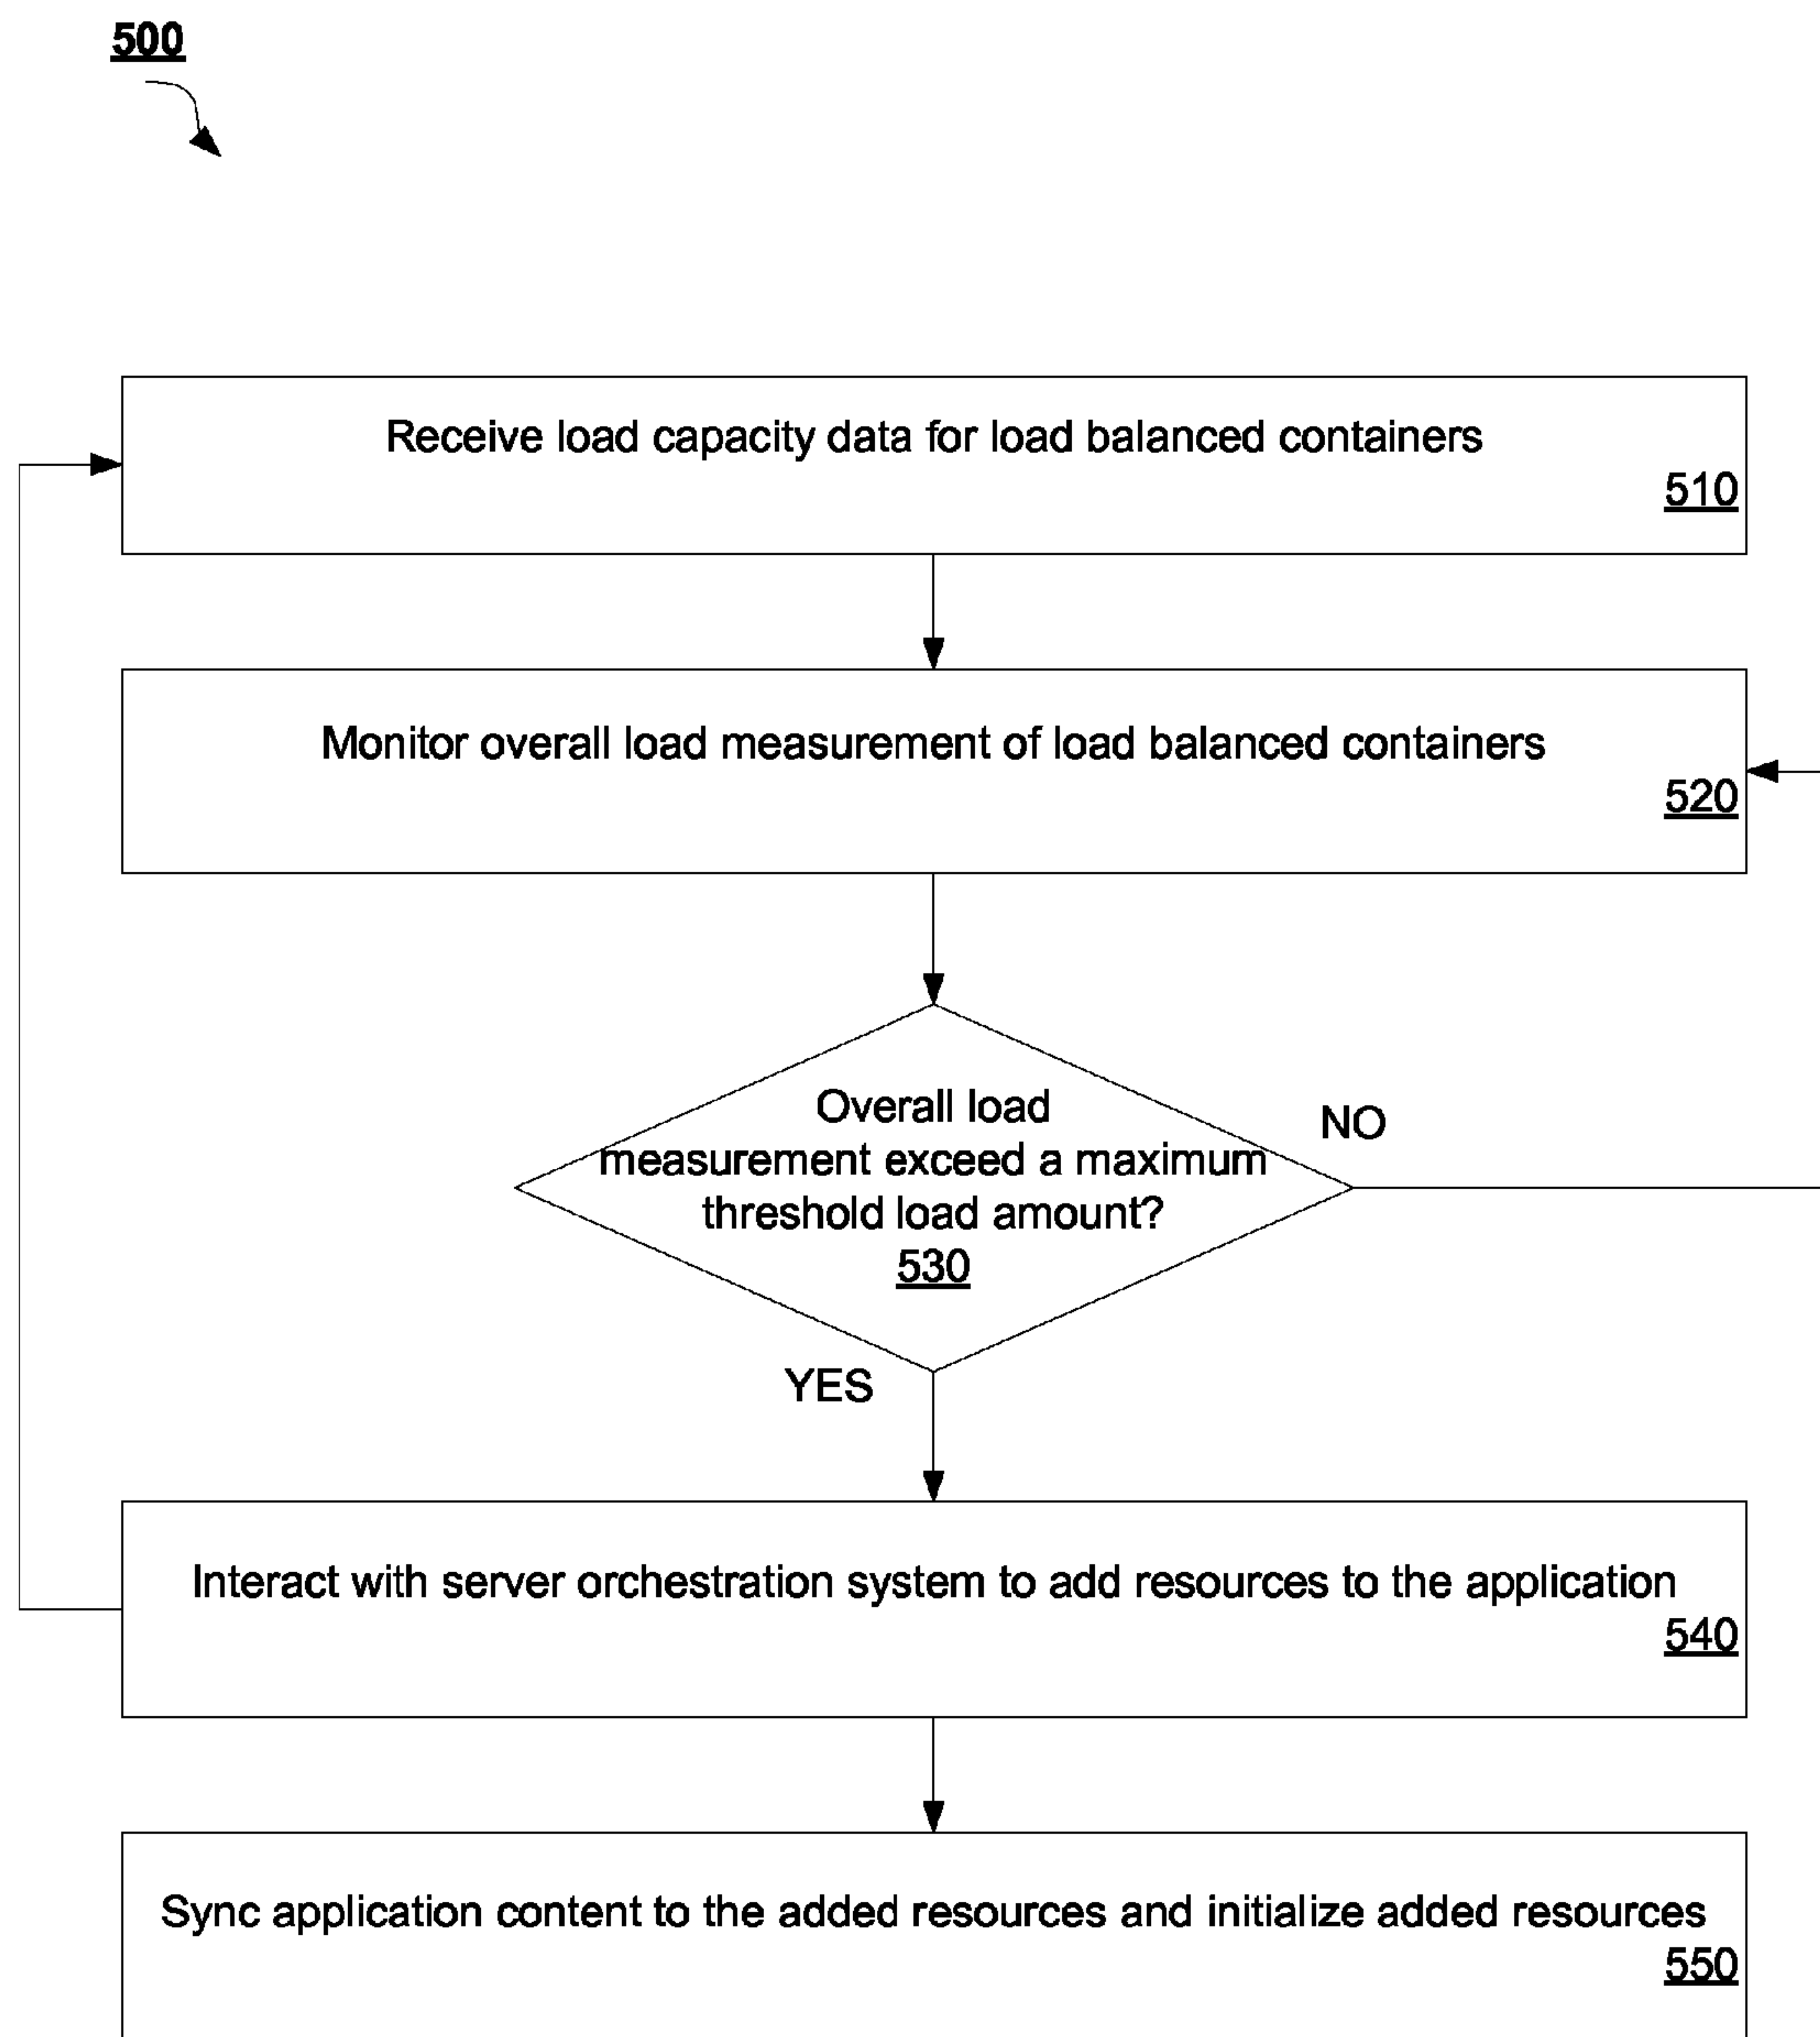 500
Receive load capacity data for load balanced containers
510
Monitor overall load measurement of load balanced containers
520
Overall load
measurement exceed a maximum
threshold load amount?
530
NO
YES
Interact with server orchestration system to add resources to the application
540
Sync application content to the added resources and initialize added resources
550